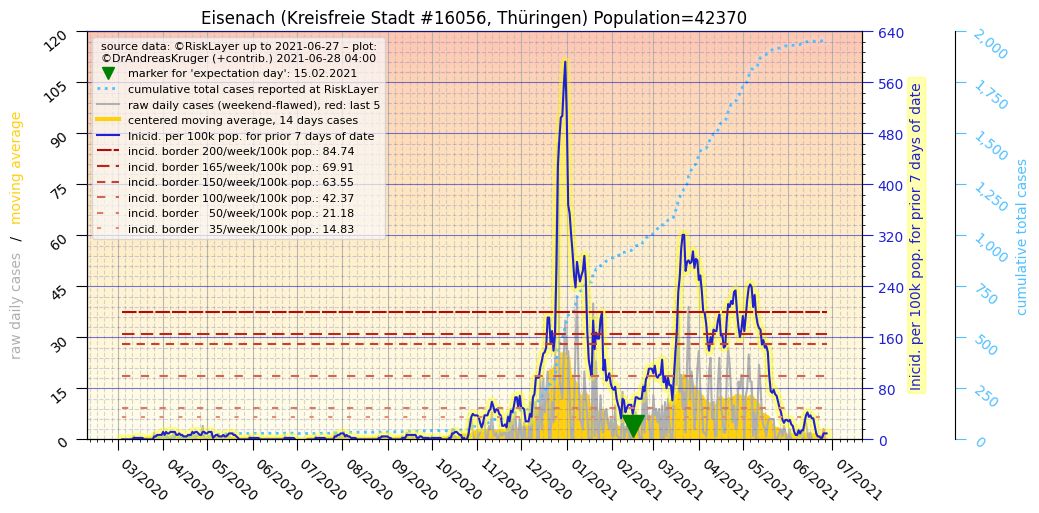 Eisenach (Kreisfreie Stadt #16056, Thüringen) Population=42370
source data: ©RiskLayer up to 2021-06-27 – plot:
©DrAndreasKruger (+contrib.) 2021-06-28 04:00
marker for 'expectation day': 15.02.2021
cumulative total cases reported at RiskLayer
raw daily cases (weekend-flawed), red: last 5
centered moving average, 14 days cases
Inicid. per 100k pop. for prior 7 days of date
incid. border 200/week/100k pop.: 84.74
incid. border 165/week/100k pop.: 69.91
incid. border 150/week/100k pop.: 63.55
incid. border 100/week/100k pop.: 42.37
incid. border 50/week/100k pop.: 21.18
incid. border 35/week/100k pop.: 14.83
raw daily cases / moving average
120
105
90
75
60
45
30
15
0
640
560
480
400
320
240
160
80
0
Inicid. per 100k pop. for prior 7 days of date
2,000
1,750
1,500
1,250
1,000
750
500
250
0
cumulative total cases
03/2020
04/2020
05/2020
06/2020
07/2020
08/2020
09/2020
10/2020
11/2020
12/2020
01/2021
02/2021
03/2021
04/2021
05/2021
06/2021
07/2021